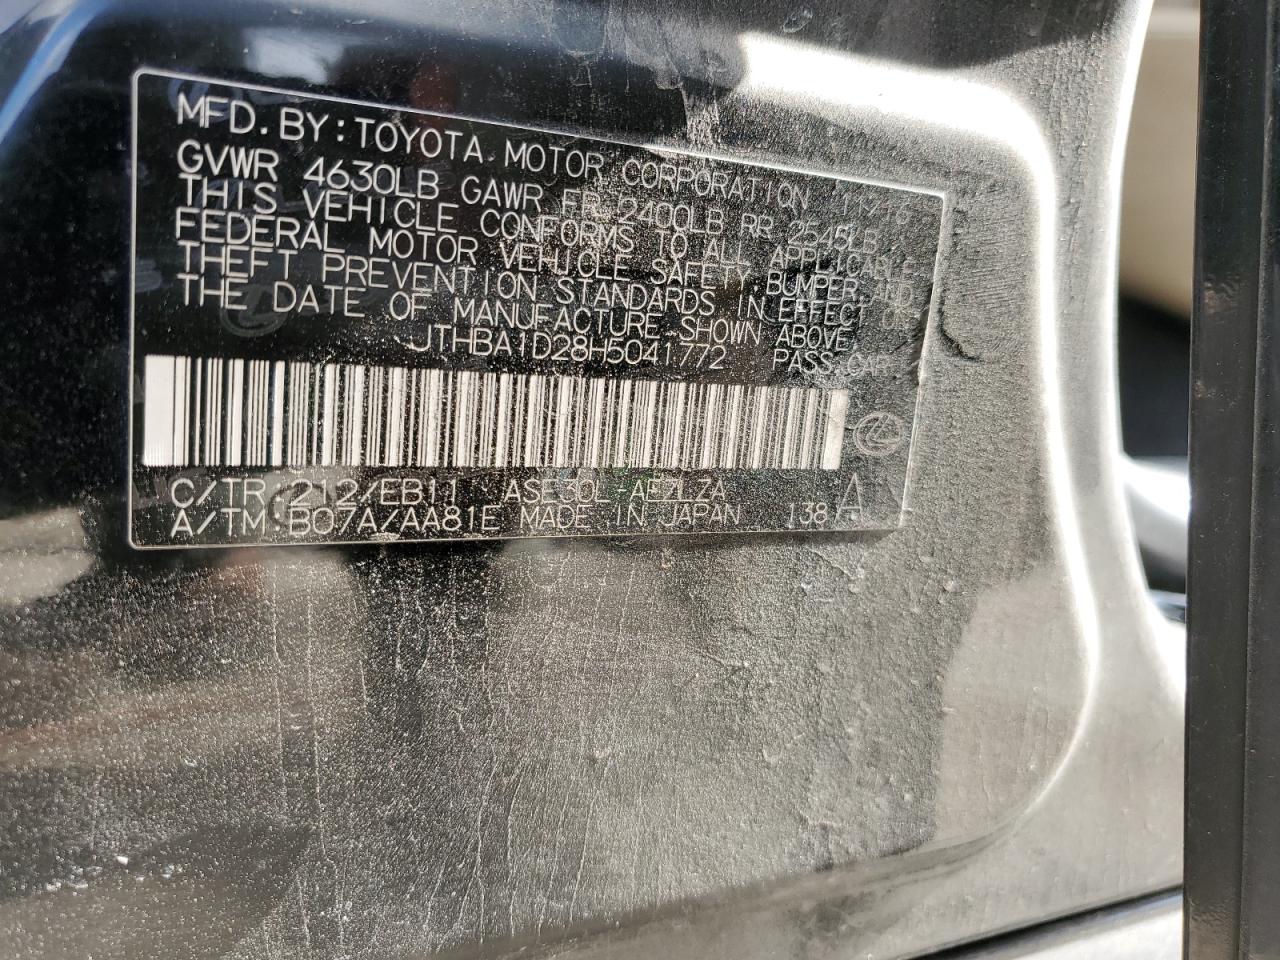 MFD. BY: TOYOTA MOTOR CORPORATION
GVWR 4630LB GAWR FR 2400LB RR 2545LB
THIS VEHICLE CONFORMS TO ALL APPLICABLE
FEDERAL MOTOR VEHICLE SAFETY, BUMPER, AND
THEFT PREVENTION STANDARDS IN EFFECT ON
THE DATE OF MANUFACTURE SHOWN ABOVE.
JTHBA1D28H5041772 PASS. CAR
C/TR 212/EB11 ASE30L-AEZLZA
A/TM B07A/AA81E MADE IN JAPAN 138